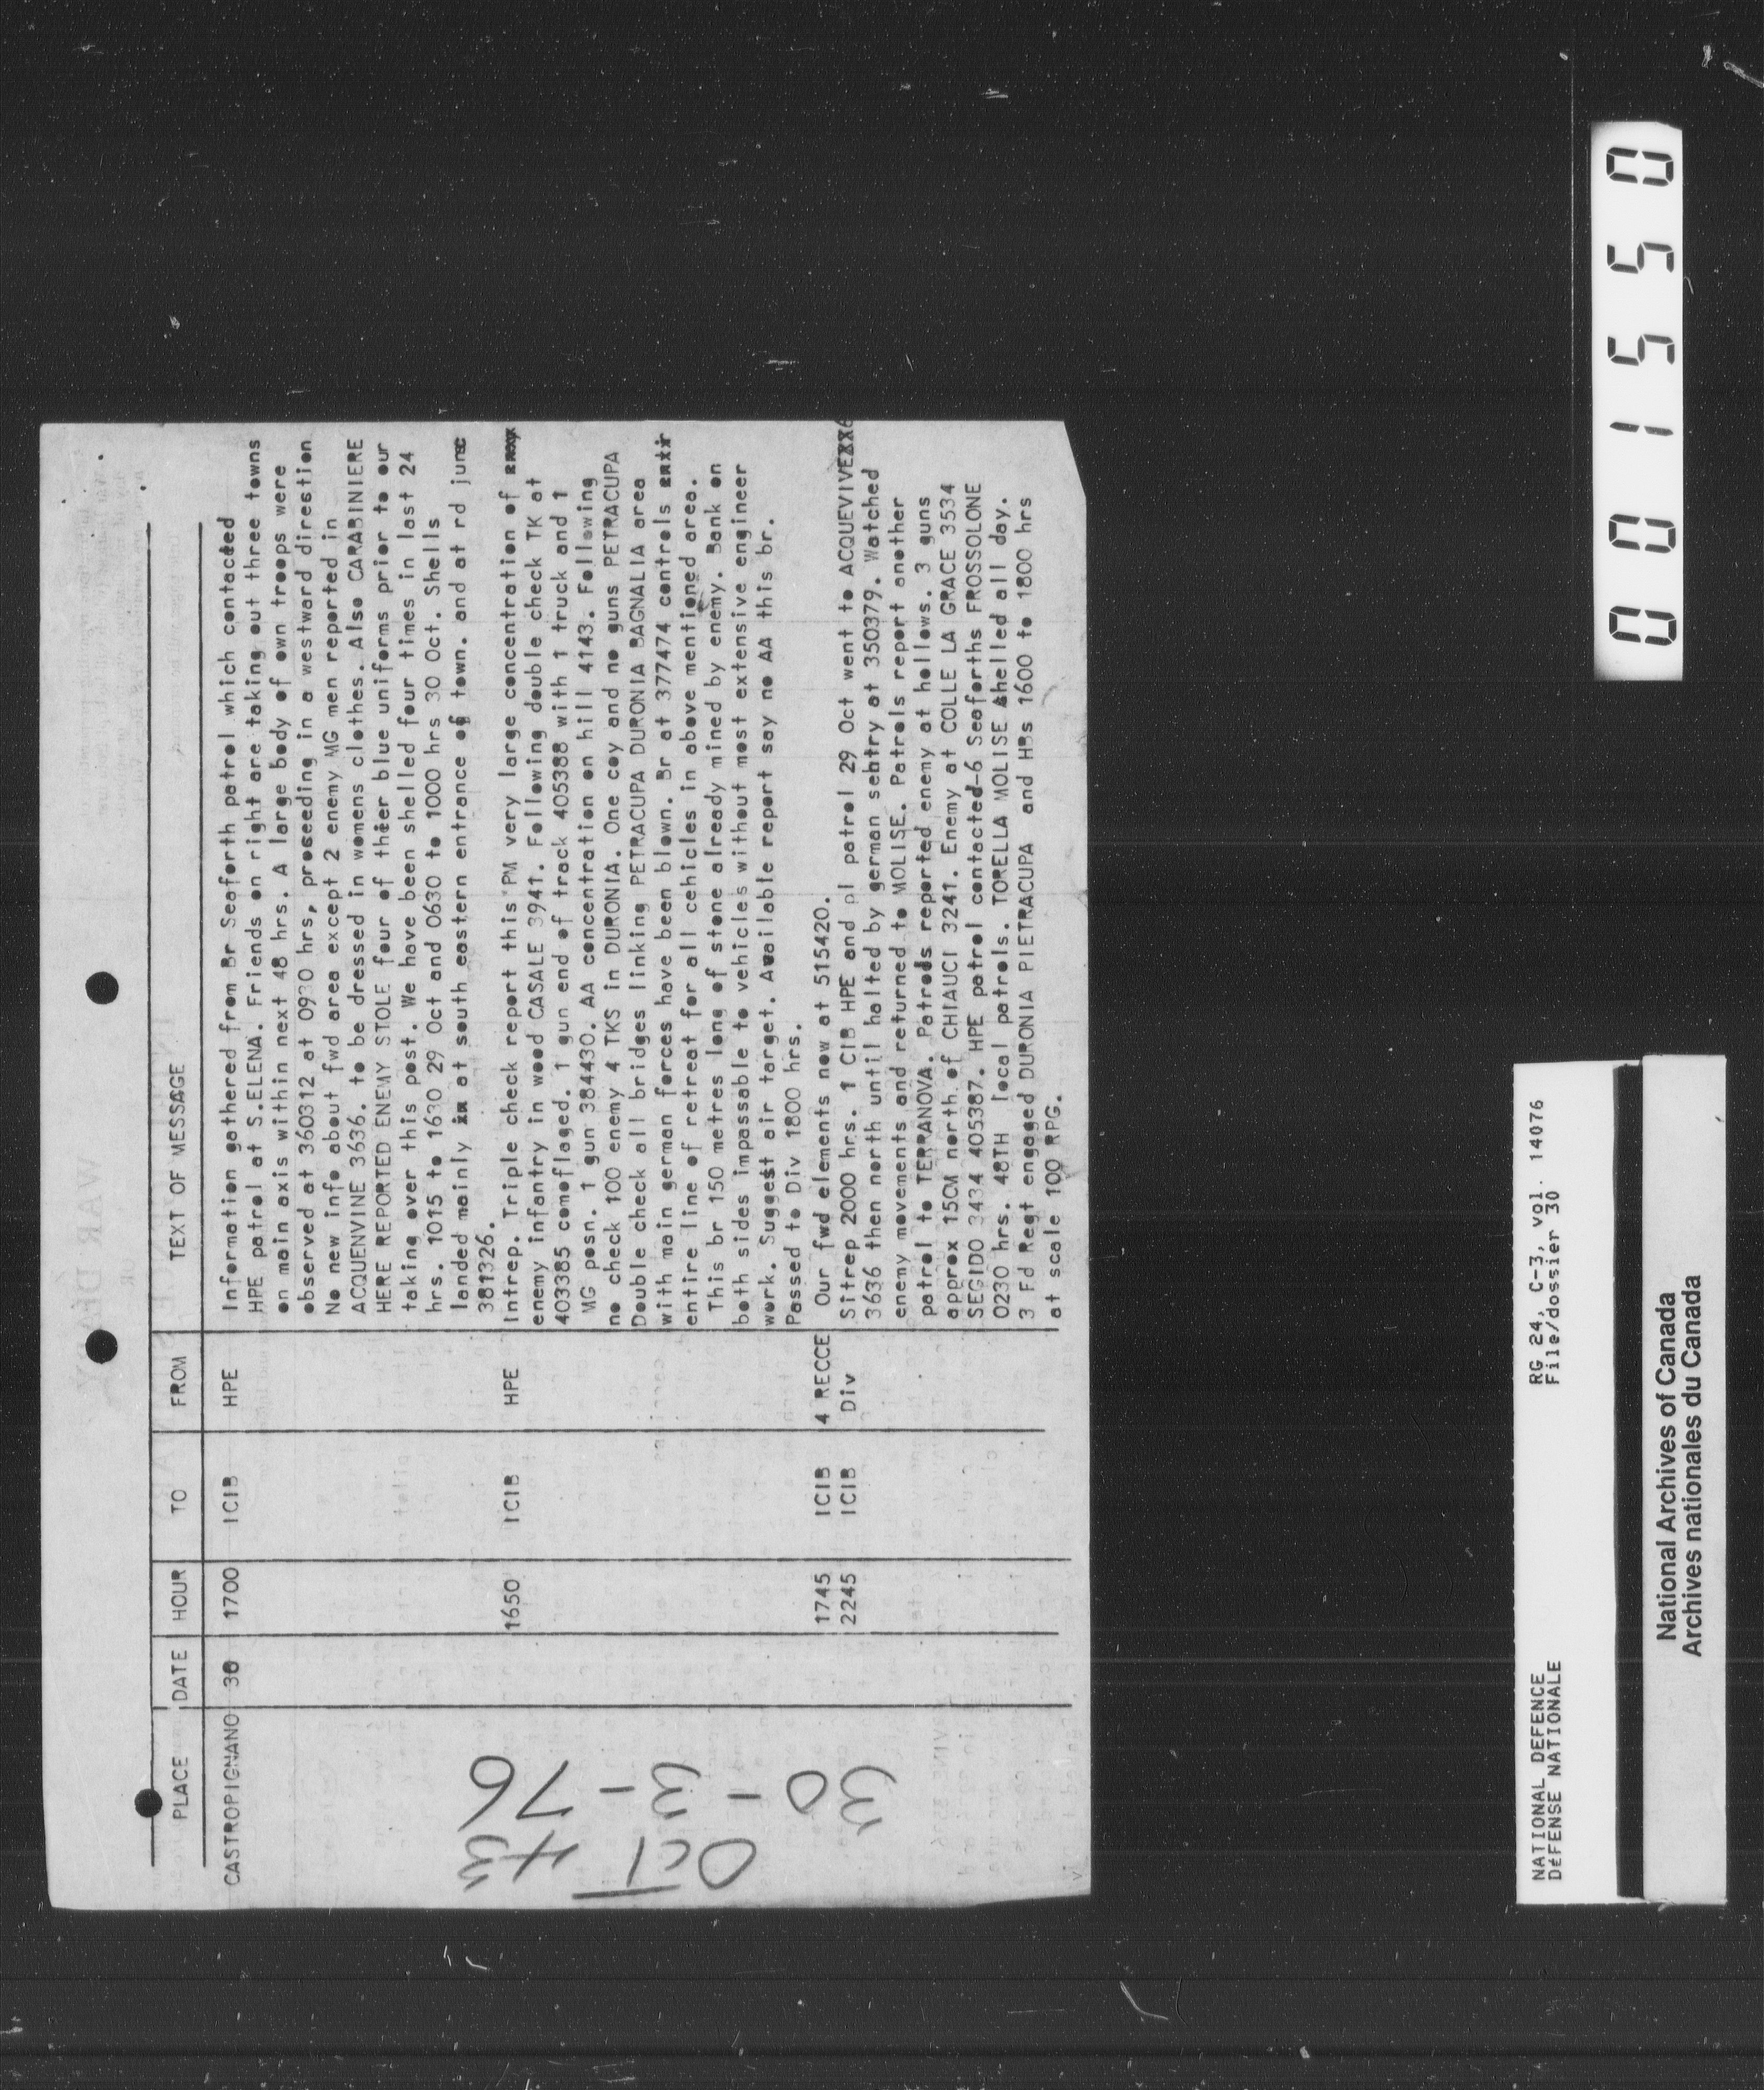 PLACE DATE HOUR TO FROM TEXT OF MESSAGE
CASTROPIGNANO 30 1700 1CIB HPE Information gathered from Br Seaforth patrol which contacted
HPE patrol at S.ELENA. Friends on right are taking out three towns
on main axis within next 48 hrs. A large body of own troops were
observed at 360312 at 0930 hrs, proseeding in a westward direstion
No new info about fwd area except 2 enemy MG men reported in
ACQUENVINE 3636. to be dressed in womens clothes. Also CARABINIERE
HERE REPORTED ENEMY STOLE four of thier blue uniforms prior to our
taking over this post. We have been shelled four times in last 24
hrs. 1015 to 1630 29 Oct and 0630 to 1000 hrs 30 Oct. Shells
landed mainly at south eastern entrance of town. and at rd junc
381326.
1650 1CIB HPE Intrep. Triple check report this PM very large concentration of
enemy infantry in wood CASALE 3941. Following double check TK at
403385 comoflaged. 1 gun end of track 405388 with 1 truck and 1
MG posn. 1 gun 384430. AA concentration on hill 4143. Following
no check 100 enemy 4 TKS in DURONIA. One coy and no guns PETRACUPA
Double check all bridges linking PETRACUPA DURONIA BAGNALIA area
with main german forces have been blown. Br at 377474 controls
entire line of retreat for all cehicles in above mentioned area.
This br 150 metres long of stone already mined by enemy. Bank on
both sides impassable to vehicles without most extensive engineer
work. Suggest air target. Available report say no AA this br.
Passed to Div 1800 hrs.
1745 1CIB 4 RECCE Our fwd elements now at 515420.
2245 1CIB Div Sitrep 2000 hrs. 1 CIB HPE and pl patrol 29 Oct went to ACQUEVIVE
3636 then north until halted by german sentry at 350379. Watched
enemy movements and returned to MOLISE. Patrols report another
patrol to TERRANOVA. Patrods reported enemy at hollows. 3 guns
approx 15CM north of CHIAUCI 3241. Enemy at COLLE LA GRACE 3534
SEGIDO 3434 405387. HPE patrol contacted-6 Seaforths FROSSOLONE
0230 hrs. 48TH local patrols. TORELLA MOLISE shelled all day.
3 Fd Regt engaged DURONIA PIETRACUPA and HBs 1600 to 1800 hrs
at scale 100 RPG.
OCT 43
30-3-76
NATIONAL DEFENCE RG 24, C-3, vol. 14076
DéFENSE NATIONALE File/dossier 30
National Archives of Canada
Archives nationales du Canada
001550